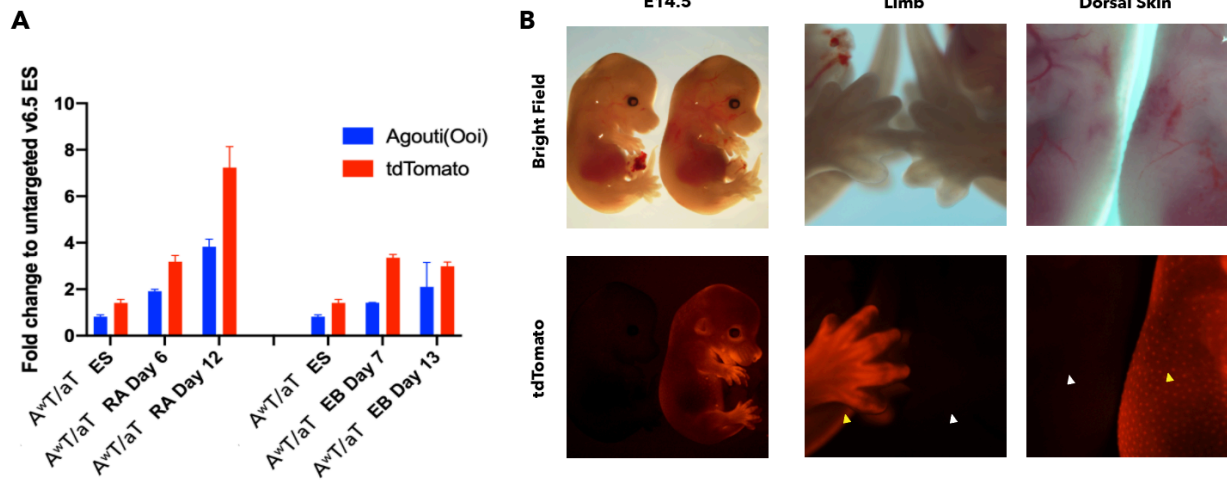 A
Fold change to untargeted v6.5 ES
10
8
6
4
2
0
Agouti(Ooi)
tdTomato
AʷT/aT ES
AʷT/aT RA Day 6
AʷT/aT RA Day 12
AʷT/aT ES
AʷT/aT EB Day 7
AʷT/aT EB Day 13
B
E14.5
Limb
Dorsal Skin
Bright Field
tdTomato